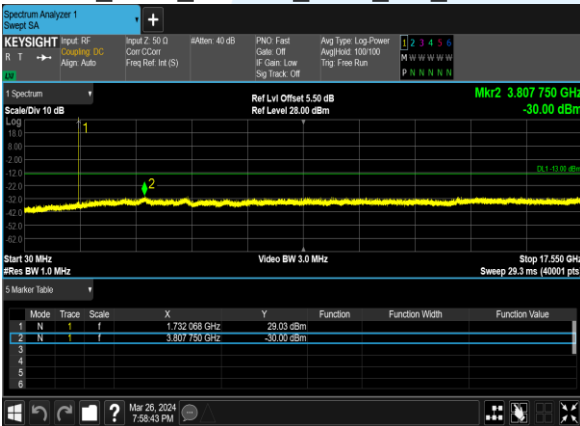 Spectrum Analyzer 1
Swept SA
+
KEYSIGHT Input: RF Input Z: 50 Ω #Atten: 40 dB PNO: Fast Avg Type: Log-Power 1 2 3 4 5 6
R T Coupling: DC Corr CCorr Gate: Off Avg|Hold: 100/100 M W W W W W
Align: Auto Freq Ref: Int (S) IF Gain: Low Trig: Free Run
LV Sig Track: Off P N N N N N
1 Spectrum Ref Lvl Offset 5.50 dB Mkr2 3.807 750 GHz
Scale/Div 10 dB Ref Level 28.00 dBm -30.00 dBm
Log
18.0 1
8.00
-2.00
-12.0 DL1 -13.00 dBm
-22.0 2
-32.0
-42.0
-52.0
-62.0
Start 30 MHz Video BW 3.0 MHz Stop 17.550 GHz
#Res BW 1.0 MHz Sweep 29.3 ms (40001 pts
5 Marker Table
Mode Trace Scale X Y Function Function Width Function Value
1 N 1 f 1.732 068 GHz 29.03 dBm
2 N 1 f 3.807 750 GHz -30.00 dBm
3
4
5
6
? Mar 26, 2024
7:58:43 PM